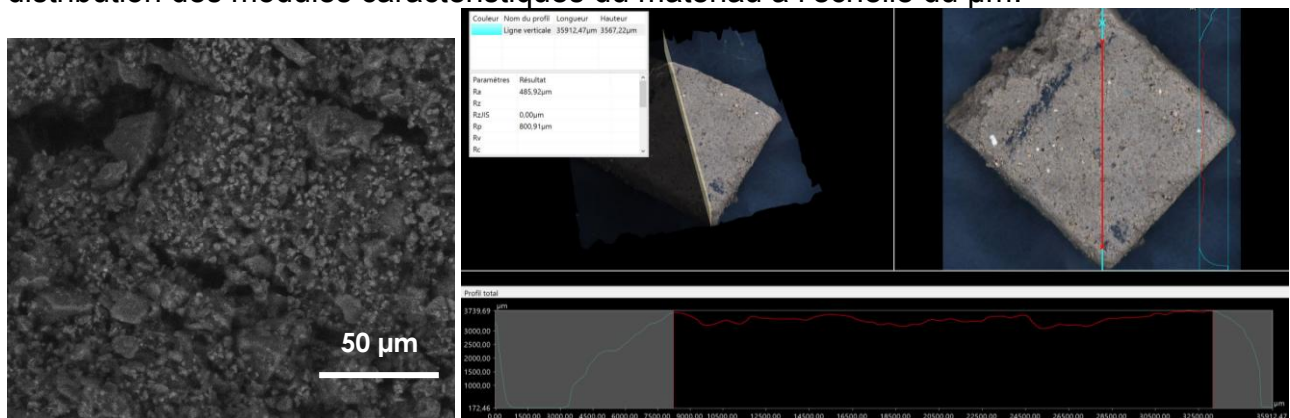 distribution des modules caractéristiques du matériau à l'échelle du µm.
Couleur Nom du profil Longueur Hauteur
Ligne verticale 35912,47µm 3567,22µm
Paramètres Résultat
Ra 485,92µm
Rz
RzJIS 0,00µm
Rp 800,91µm
Rv
Rc
50 µm
Profil total
µm
3739,69
3000,00
2500,00
2000,00
1500,00
1000,00
172,46
µm
0,00 1500,00 3000,00 4500,00 6000,00 7500,00 9000,00 10500,00 12500,00 14500,00 16500,00 18500,00 20500,00 22500,00 24500,00 26500,00 28500,00 30500,00 32500,00 35912,47